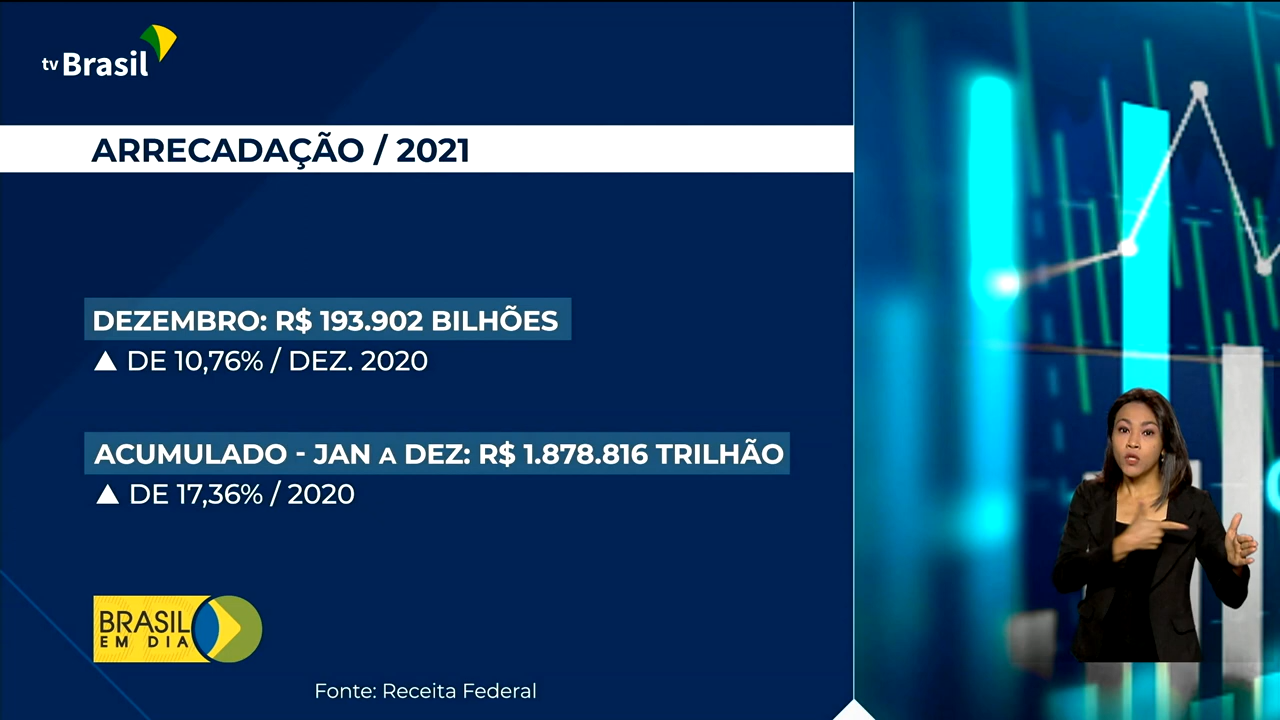 tv Brasil
ARRECADAÇÃO / 2021
DEZEMBRO: R$ 193.902 BILHÕES
▲ DE 10,76% / DEZ. 2020
ACUMULADO - JAN A DEZ: R$ 1.878.816 TRILHÃO
▲ DE 17,36% / 2020
BRASIL
EM DIA
Fonte: Receita Federal